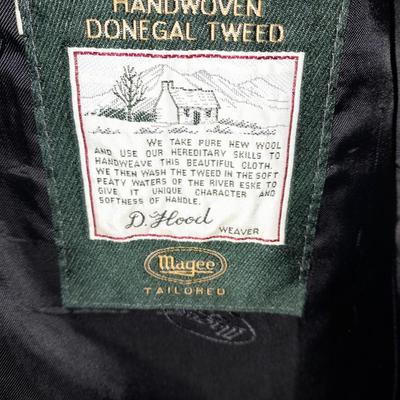 HANDWOVEN
DONEGAL TWEED
WE TAKE PURE NEW WOOL
AND USE OUR HEREDITARY SKILLS TO
HANDWEAVE THIS BEAUTIFUL CLOTH.
WE THEN WASH THE TWEED IN THE SOFT
PEATY WATERS OF THE RIVER ESKE TO
GIVE IT UNIQUE CHARACTER AND
SOFTNESS OF HANDLE.
D. Hood
WEAVER
Magee
TAILORED